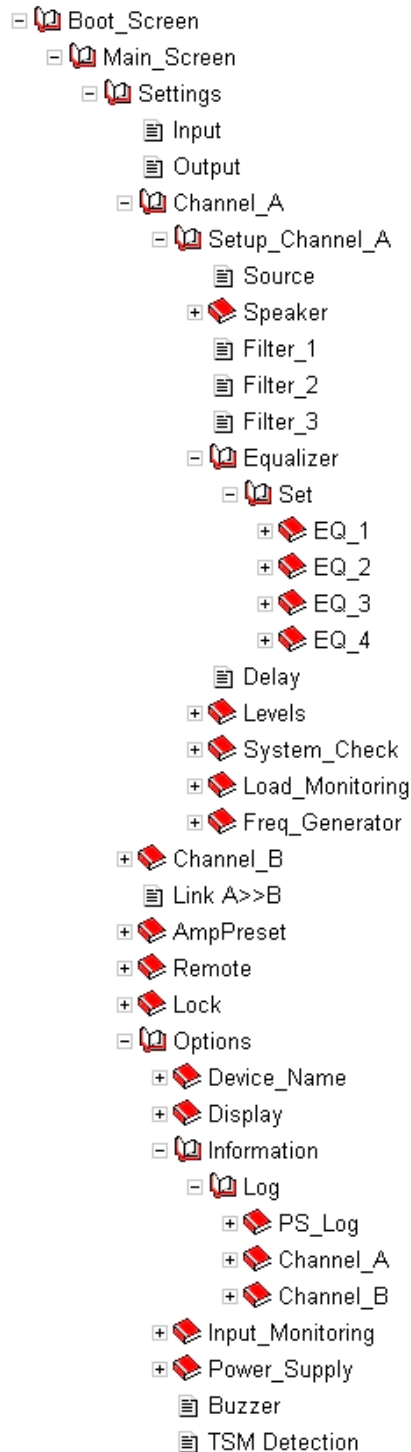 Boot_Screen
Main_Screen
Settings
Input
Output
Channel_A
Setup_Channel_A
Source
Speaker
Filter_1
Filter_2
Filter_3
Equalizer
Set
EQ_1
EQ_2
EQ_3
EQ_4
Delay
Levels
System_Check
Load_Monitoring
Freq_Generator
Channel_B
Link A>>B
AmpPreset
Remote
Lock
Options
Device_Name
Display
Information
Log
PS_Log
Channel_A
Channel_B
Input_Monitoring
Power_Supply
Buzzer
TSM Detection